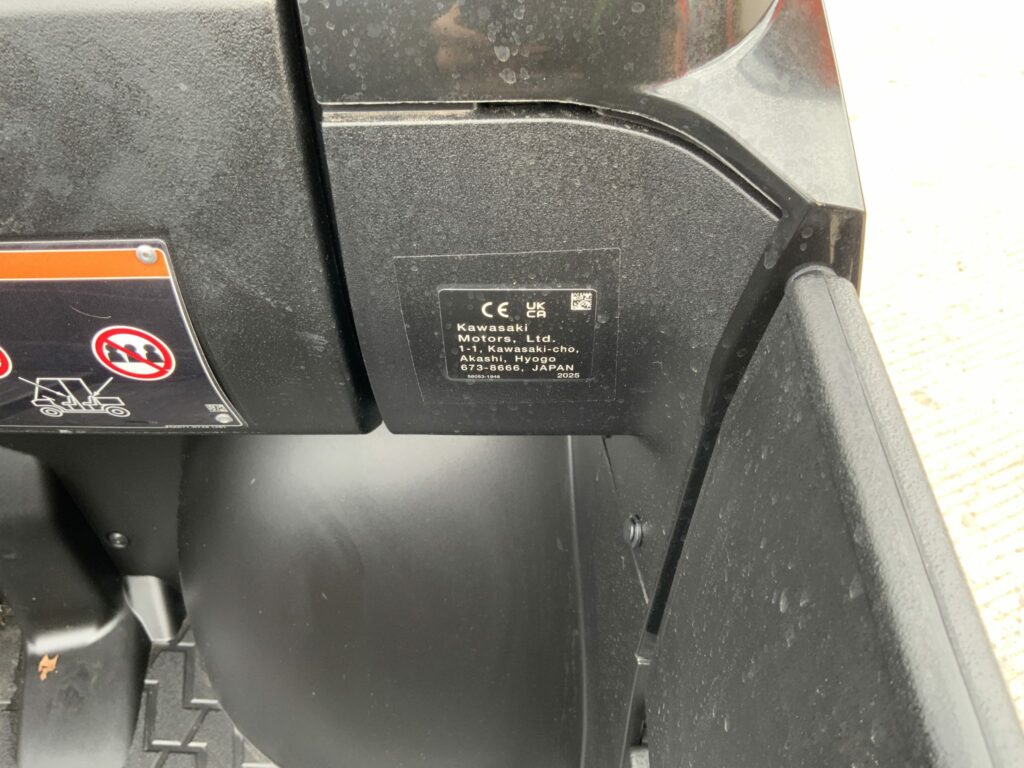 CE UK
CA
Kawasaki
Motors, Ltd.
1-1, Kawasaki-cho,
Akashi, Hyogo
673-8666, JAPAN
2025